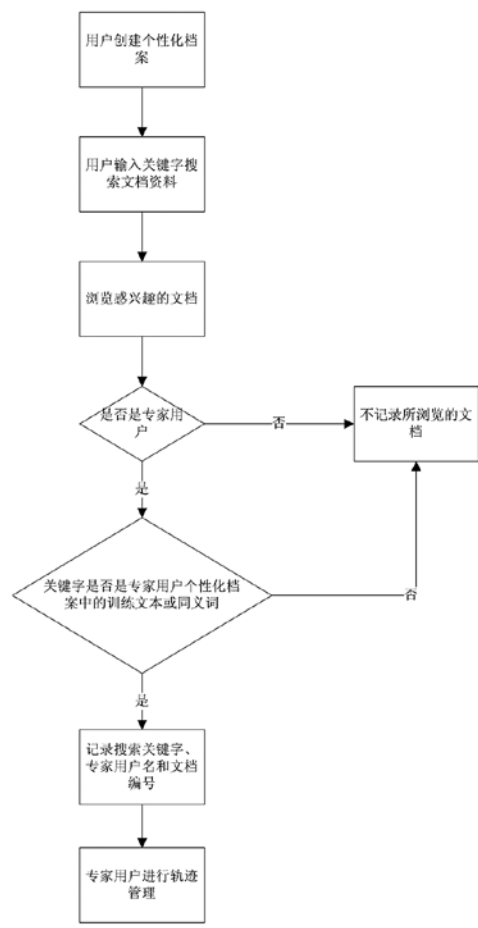 用户创建个性化档
案
用户输入关键字搜
索文档资料
浏览感兴趣的文档
是否是专家用
户
否
不记录所浏览的文
档
是
关键字是否是专家用户个性化档
案中的训练文本或同义词
否
是
记录搜索关键字、
专家用户名和文档
编号
专家用户进行轨迹
管理